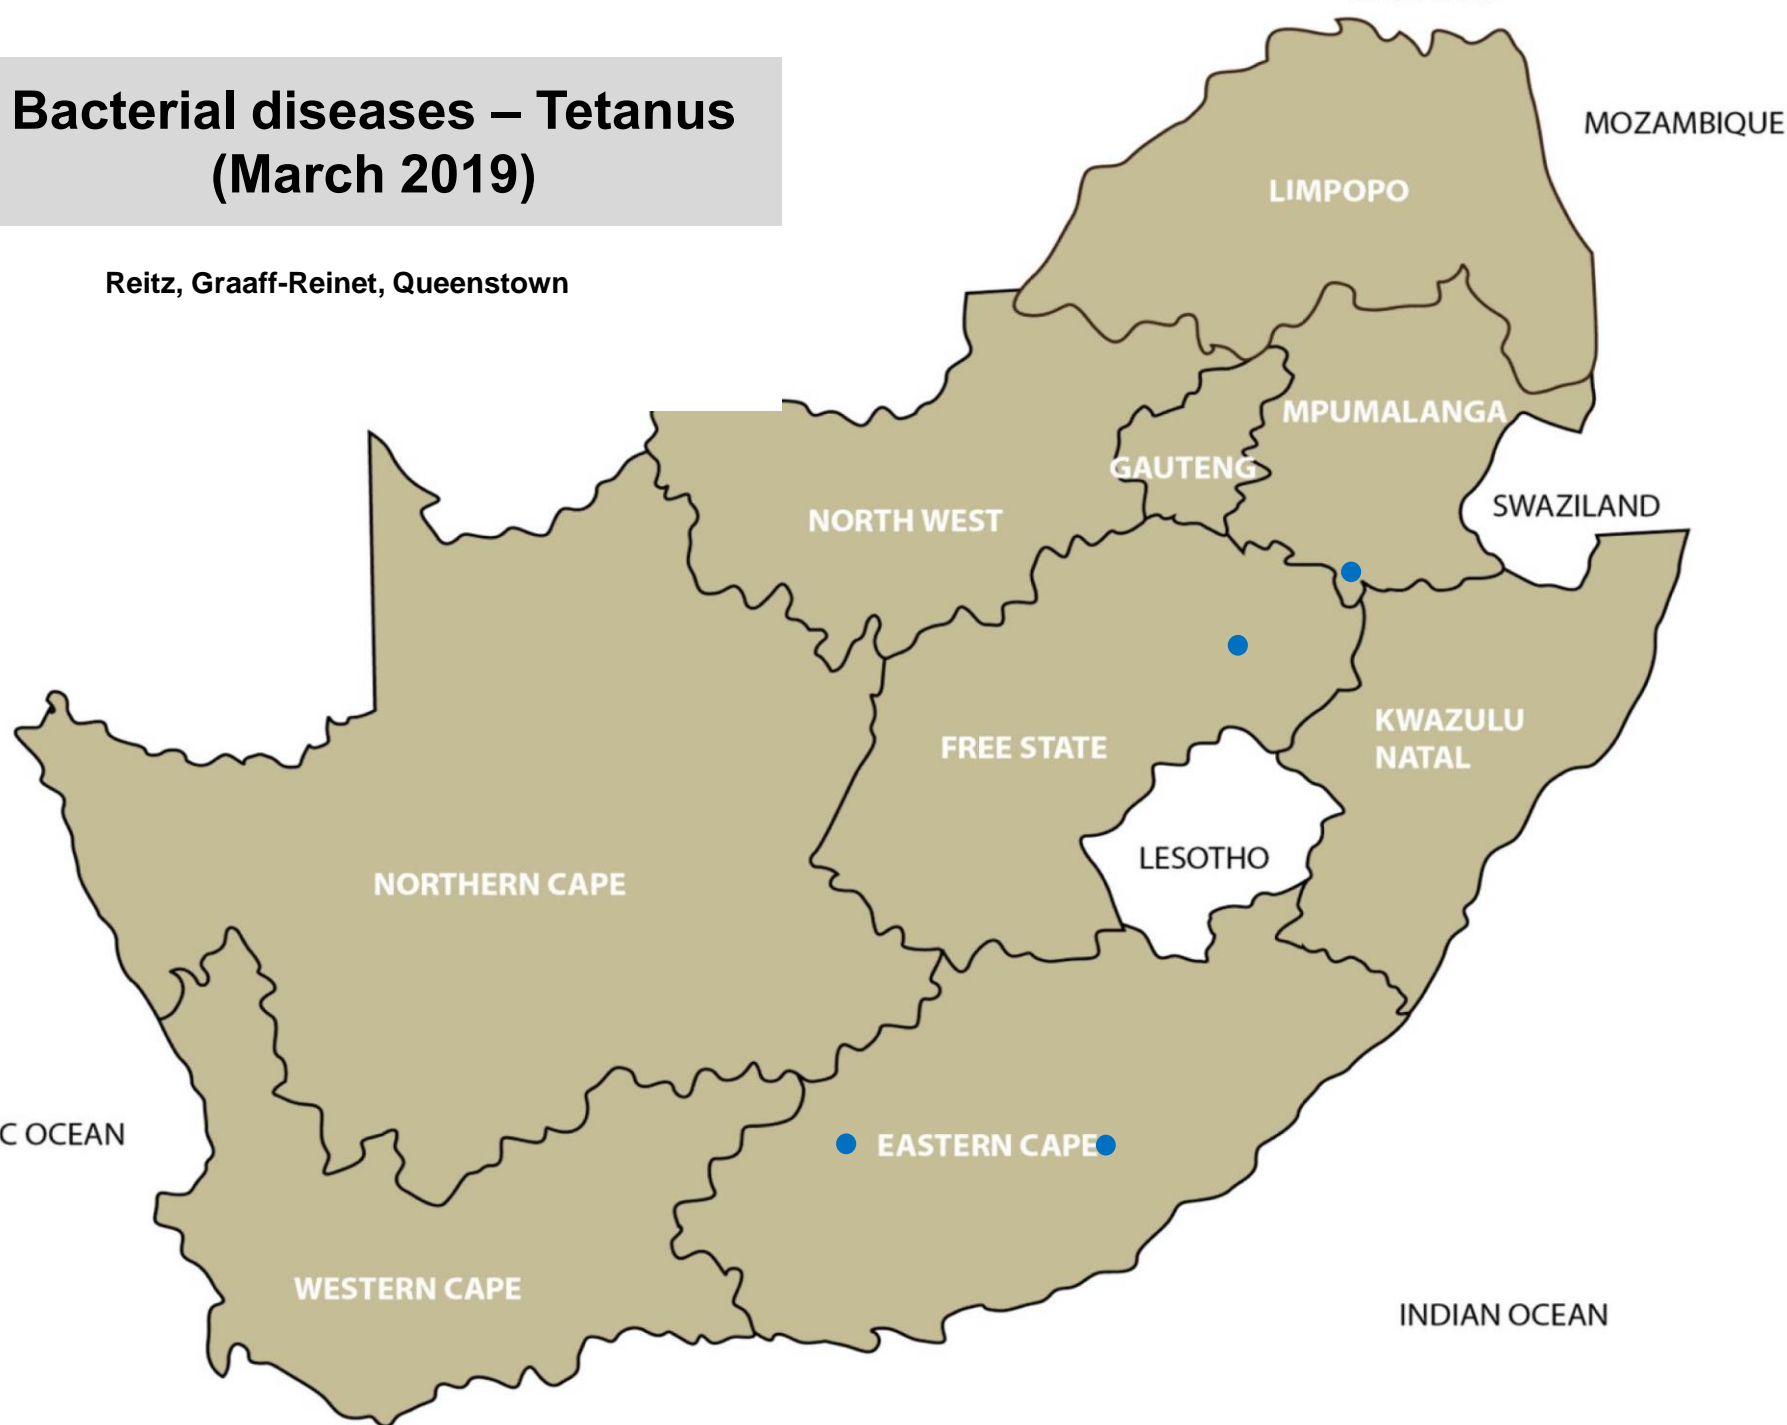 Bacterial diseases – Tetanus
(March 2019)
Reitz, Graaff-Reinet, Queenstown
MOZAMBIQUE
LIMPOPO
MPUMALANGA
GAUTENG
NORTH WEST
SWAZILAND
KWAZULU
NATAL
FREE STATE
LESOTHO
NORTHERN CAPE
C OCEAN
EASTERN CAPE
WESTERN CAPE
INDIAN OCEAN